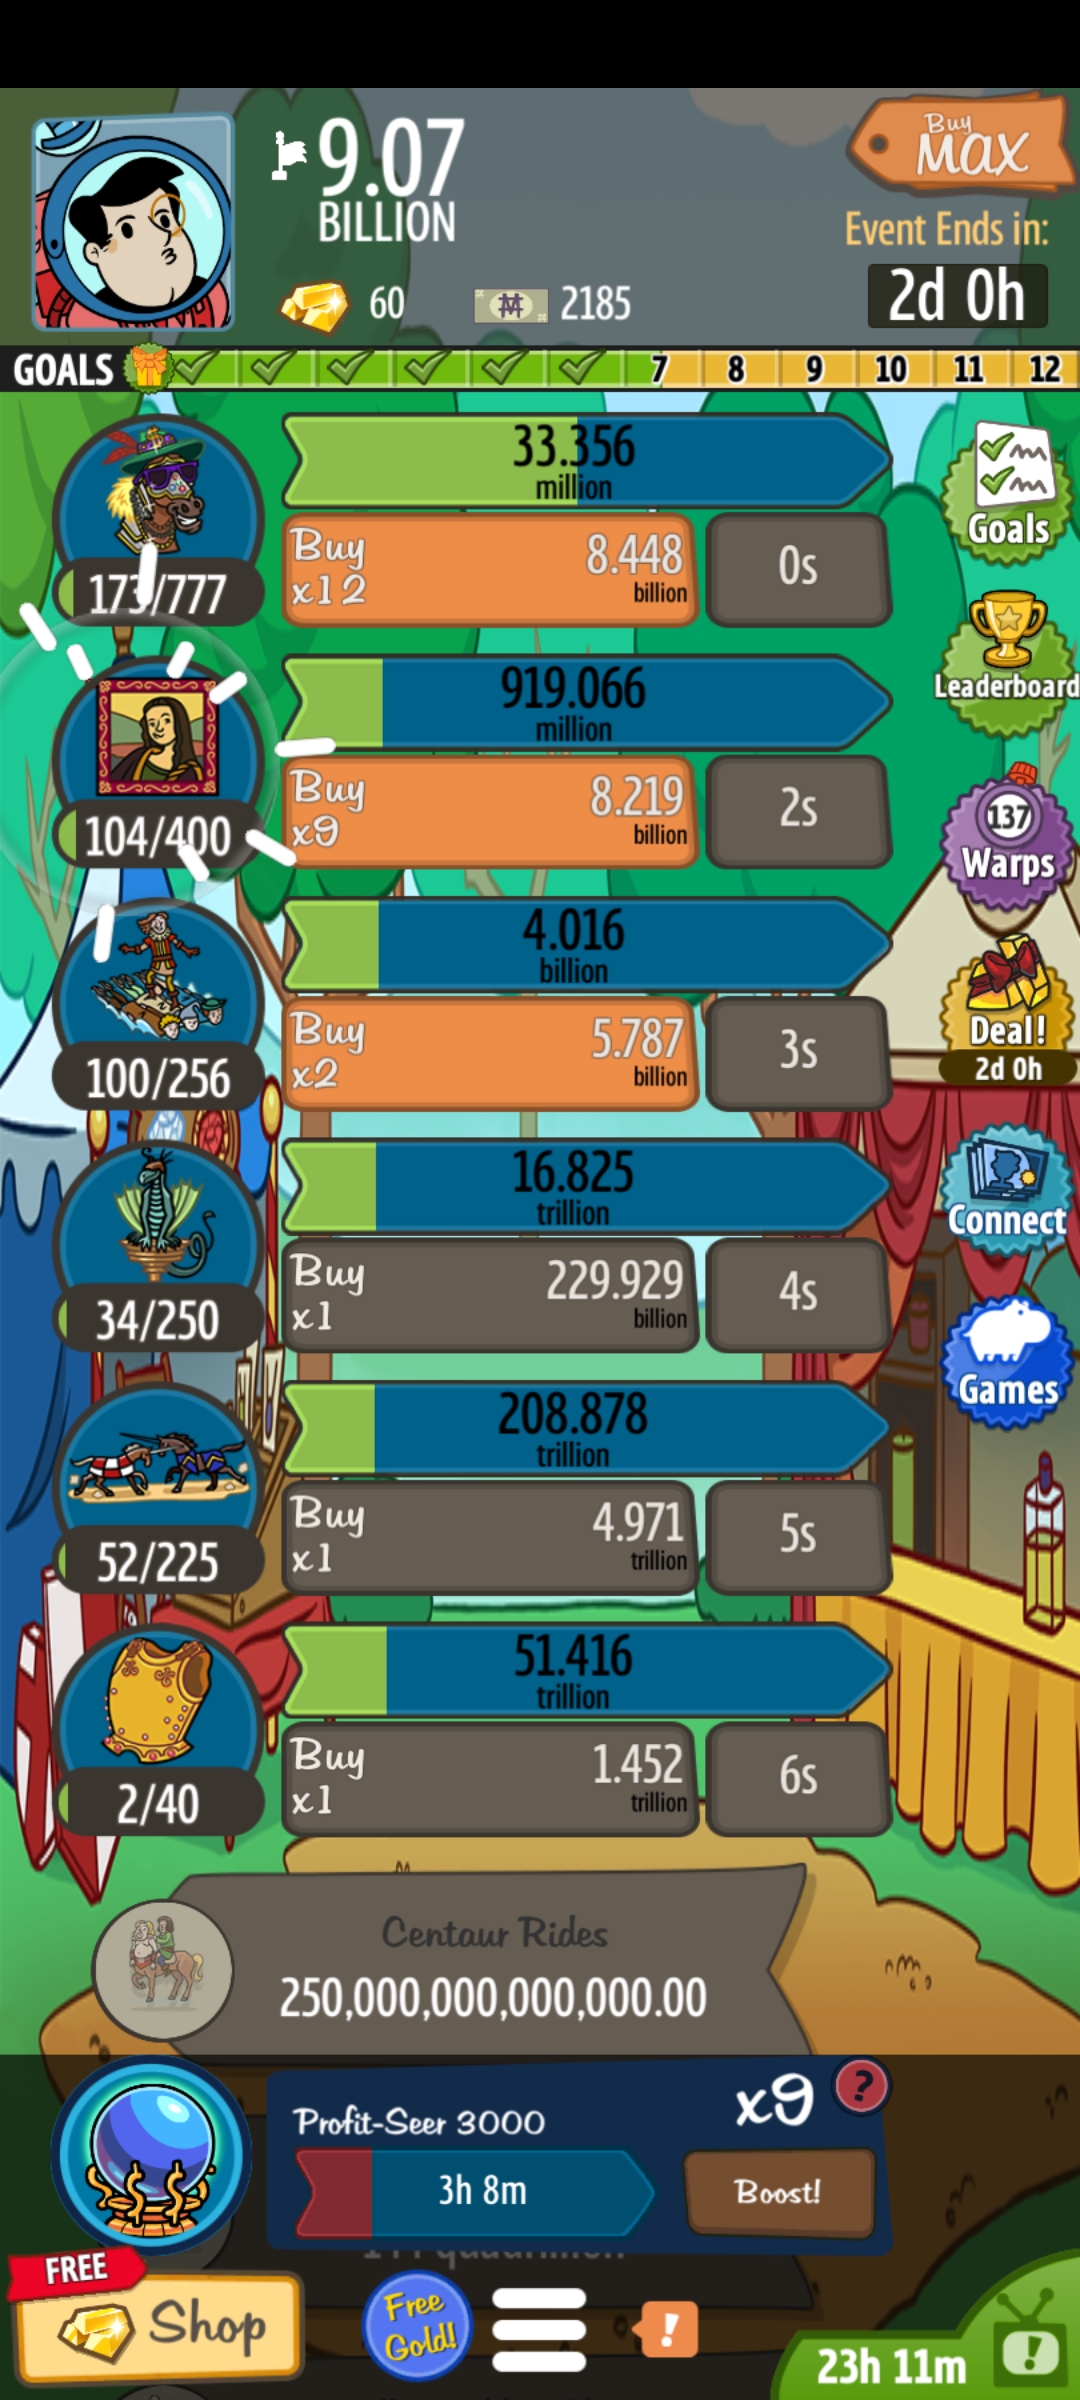 9.07
BILLION
Buy
MAX
Event Ends in:
2d 0h
60
2185
GOALS
7 8 9 10 11 12
33.356
million
Buy
x12
8.448
billion
0s
173/777
Goals
Leaderboard
919.066
million
Buy
x9
8.219
billion
2s
104/400
137
Warps
4.016
billion
Buy
x2
5.787
billion
3s
100/256
Deal!
2d 0h
16.825
trillion
Buy
x1
229.929
billion
4s
34/250
Connect
Games
208.878
trillion
Buy
x1
4.971
trillion
5s
52/225
51.416
trillion
Buy
x1
1.452
trillion
6s
2/40
Centaur Rides
250,000,000,000,000.00
Profit-Seer 3000
x9
?
3h 8m
Boost!
FREE
Shop
Free
Gold!
!
23h 11m
!